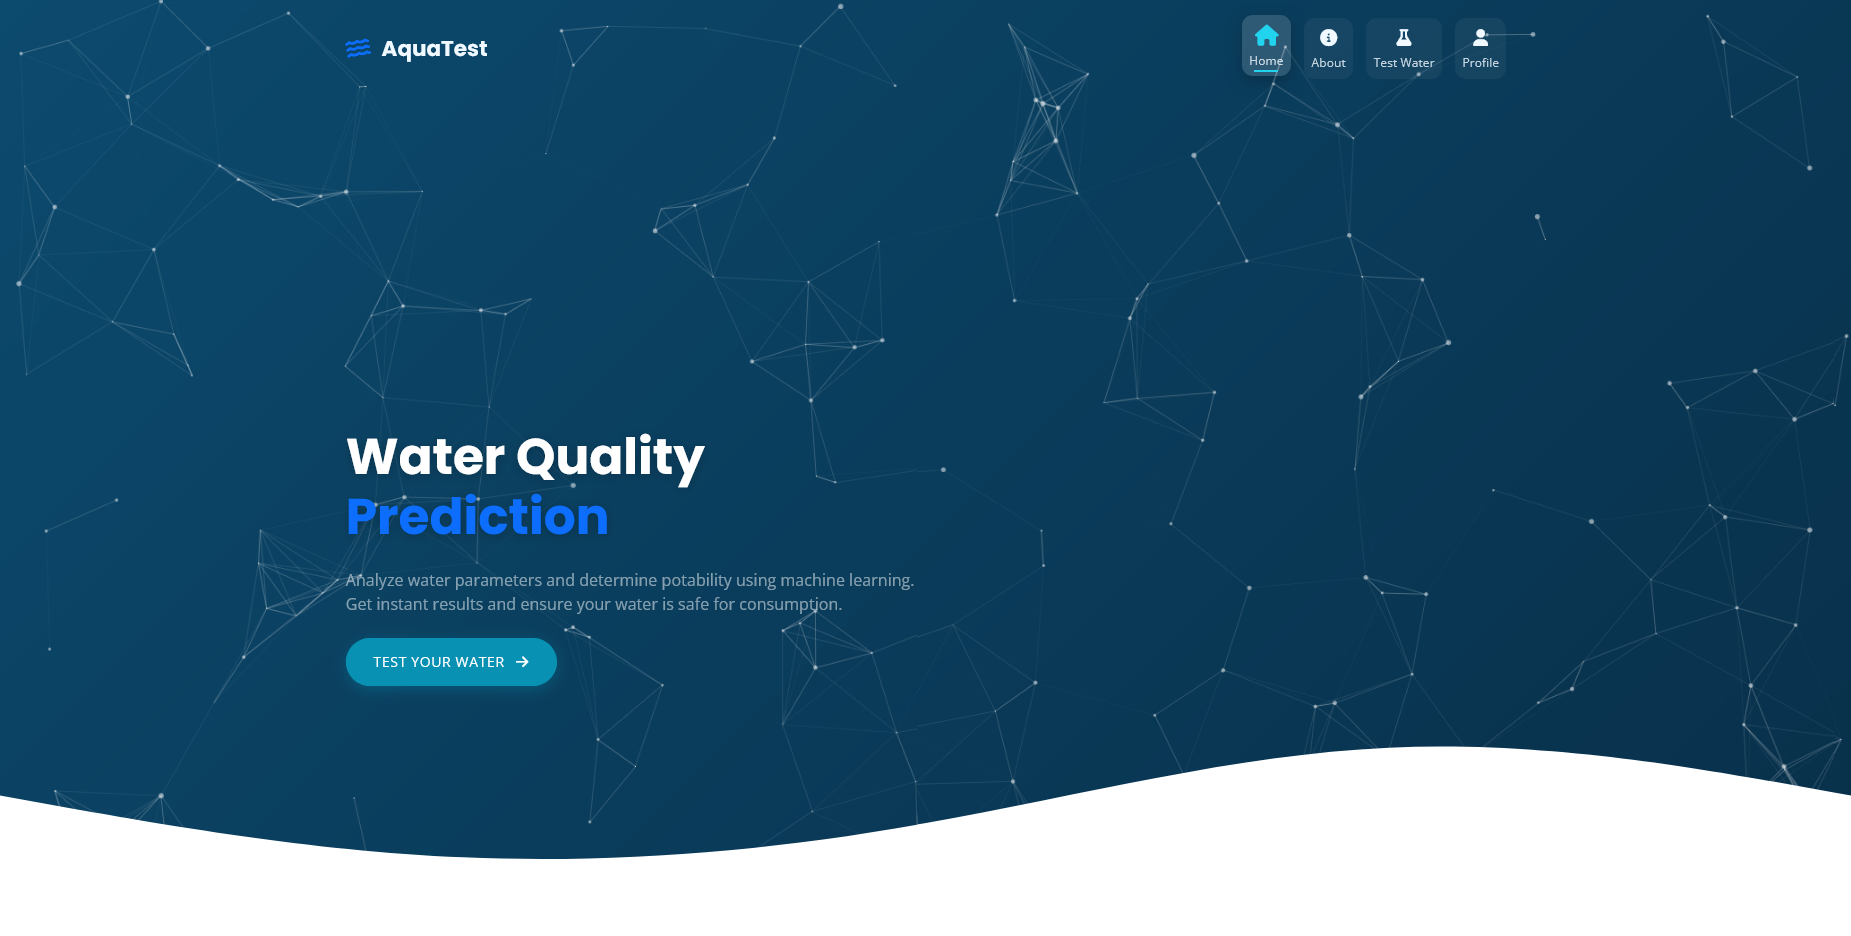 AquaTest
Home
About
Test Water
Profile
Water Quality
Prediction
Analyze water parameters and determine potability using machine learning.
Get instant results and ensure your water is safe for consumption.
TEST YOUR WATER